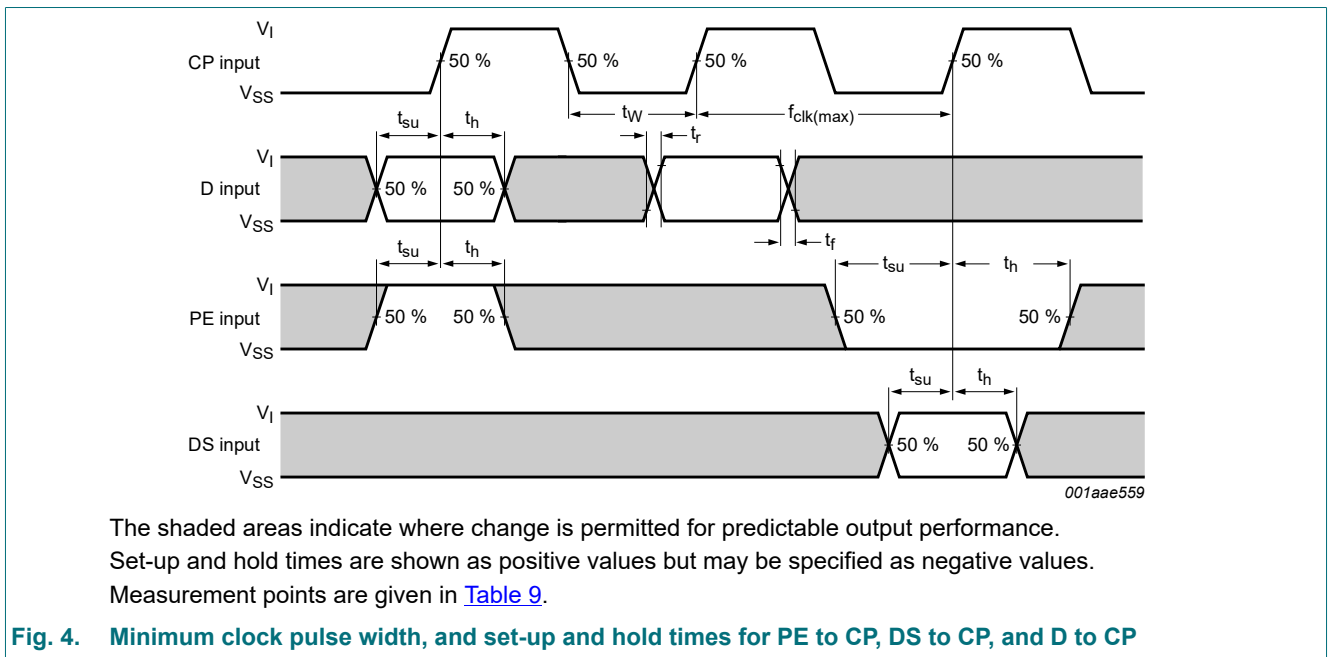 V_I
CP input
50 %
50 %
50 %
50 %
V_SS
t_su
t_h
t_W
f_clk(max)
t_r
V_I
D input
50 %
50 %
V_SS
t_f
t_su
t_h
t_su
t_h
V_I
PE input
50 %
50 %
50 %
50 %
V_SS
t_su
t_h
V_I
DS input
50 %
50 %
V_SS
001aae559
The shaded areas indicate where change is permitted for predictable output performance.
Set-up and hold times are shown as positive values but may be specified as negative values.
Measurement points are given in Table 9.
Fig. 4. Minimum clock pulse width, and set-up and hold times for PE to CP, DS to CP, and D to CP